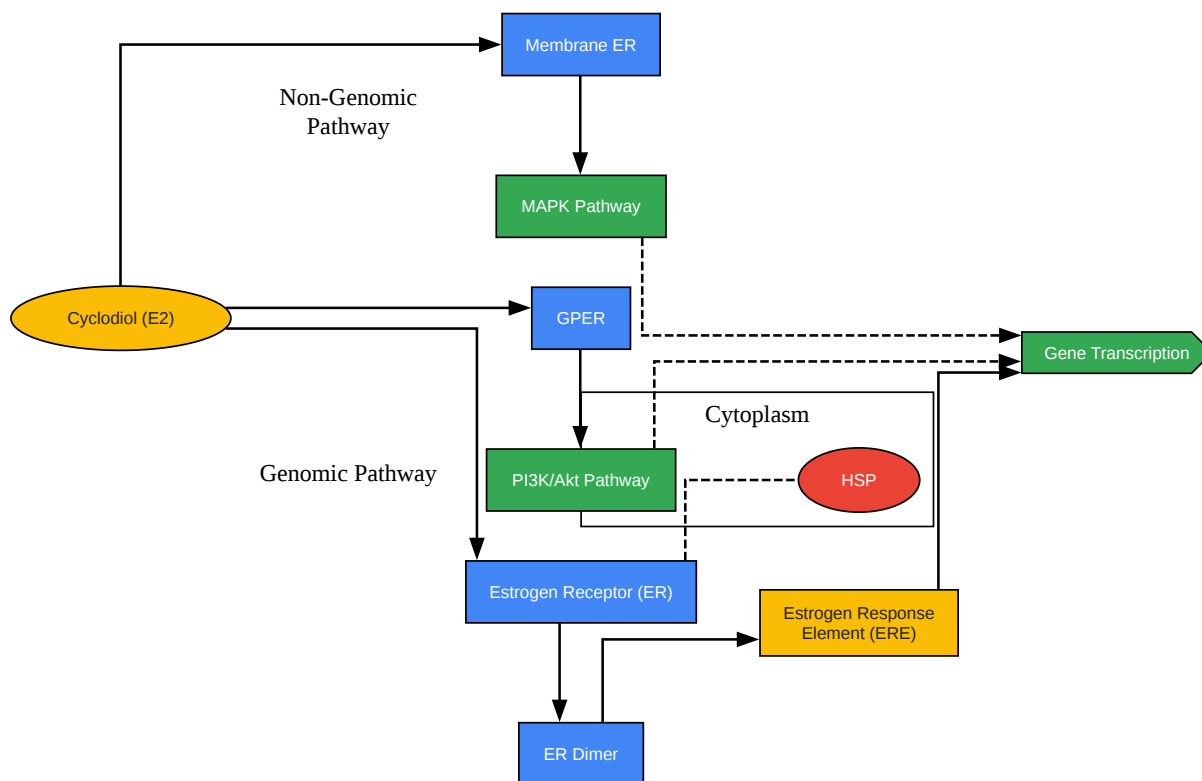 Membrane ER
Non-Genomic
Pathway
MAPK Pathway
Cyclodiol (E2)
GPER
Gene Transcription
Cytoplasm
Genomic Pathway
PI3K/Akt Pathway
HSP
Estrogen Receptor (ER)
Estrogen Response
Element (ERE)
ER Dimer